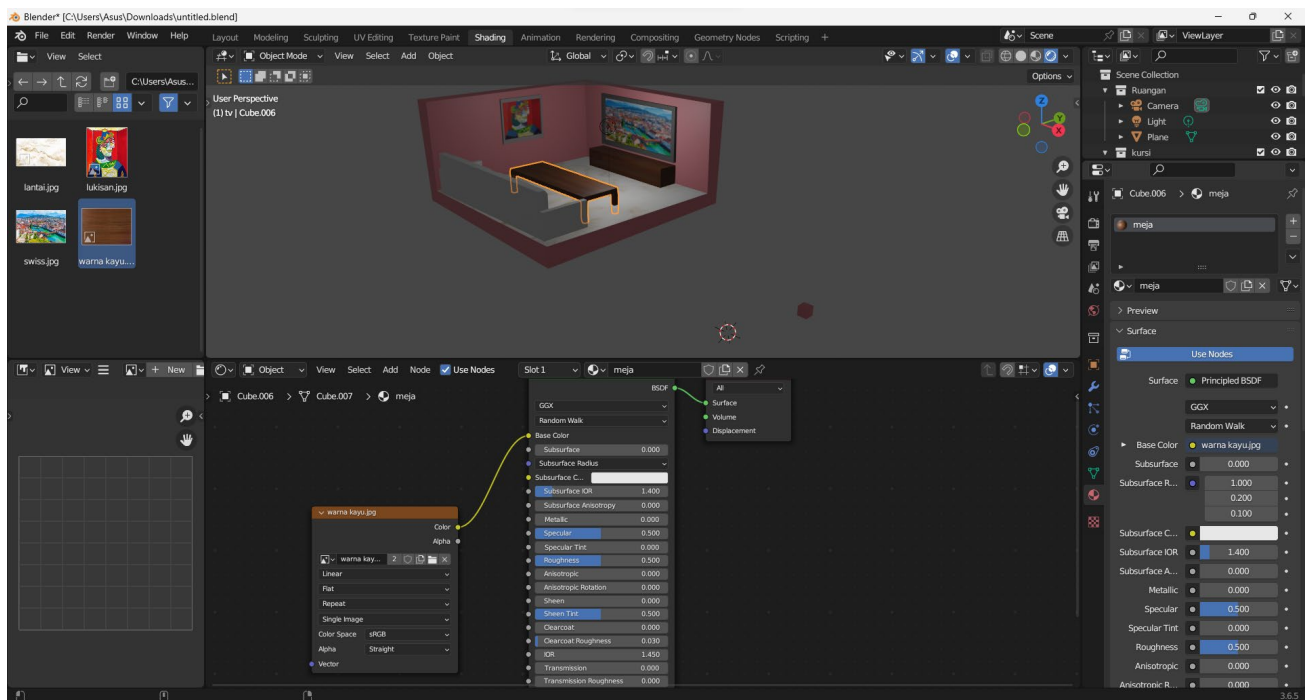 Blender* [C:\Users\Asus\Downloads\untitled.blend]
File Edit Render Window Help
Layout Modeling Sculpting UV Editing Texture Paint Shading Animation Rendering Compositing Geometry Nodes Scripting +
Scene
ViewLayer
View Select
C:\Users\Asus...
lantai.jpg
lukisan.jpg
swiss.jpg
warna kayu....
Object Mode View Select Add Object
Global
Options
User Perspective
(1) tv | Cube.006
Z
Y
X
Scene Collection
Ruangan
Camera
Light
Plane
kursi
Cube.006 > meja
meja
meja
Preview
Surface
Use Nodes
Surface Principled BSDF
GGX
Random Walk
Base Color warna kayu.jpg
Subsurface 0.000
Subsurface R... 1.000
0.200
0.100
Subsurface C...
Subsurface IOR 1.400
Subsurface A... 0.000
Metallic 0.000
Specular 0.500
Specular Tint 0.000
Roughness 0.500
Anisotropic 0.000
Anisotropic R... 0.000
View
+ New
Object View Select Add Node Use Nodes
Slot 1
meja
Cube.006 > Cube.007 > meja
BSDF
GGX
Random Walk
Base Color
Subsurface 0.000
Subsurface Radius
Subsurface C...
Subsurface IOR 1.400
Subsurface Anisotropy 0.000
Metallic 0.000
Specular 0.500
Specular Tint 0.000
Roughness 0.500
Anisotropic 0.000
Anisotropic Rotation 0.000
Sheen 0.000
Sheen Tint 0.500
Clearcoat 0.000
Clearcoat Roughness 0.030
IOR 1.450
Transmission 0.000
Transmission Roughness 0.000
All
Surface
Volume
Displacement
warna kayu.jpg
Color
Alpha
warna kay... 2
Linear
Flat
Repeat
Single Image
Color Space sRGB
Alpha Straight
Vector
3.6.5